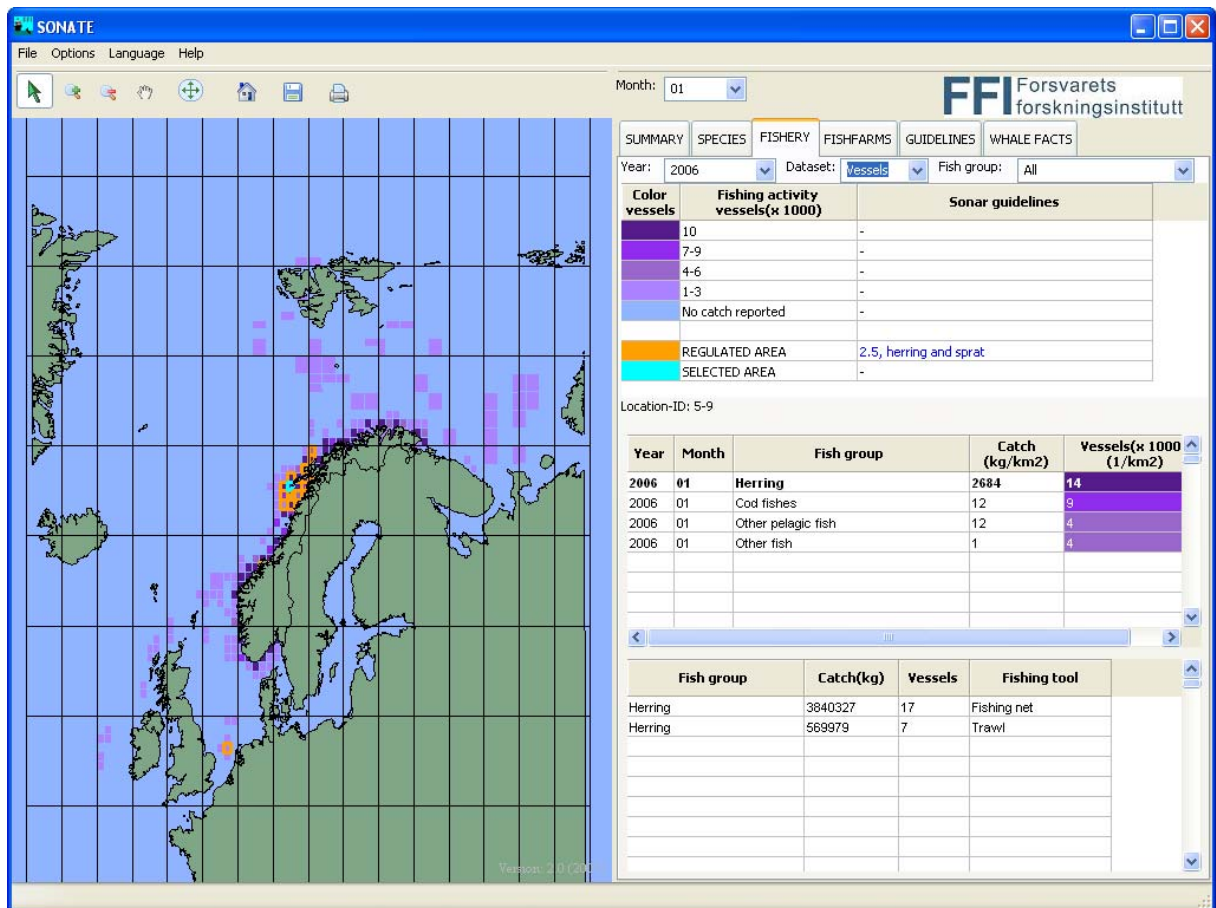 SONATE
File Options Language Help
Month: 01
FFI Forsvarets
forskningsinstitutt
SUMMARY SPECIES FISHERY FISHFARMS GUIDELINES WHALE FACTS
Year: 2006 Dataset: Vessels Fish group: All
Color vessels Fishing activity vessels(x 1000) Sonar guidelines
10 -
7-9 -
4-6 -
1-3 -
No catch reported -
REGULATED AREA 2.5, herring and sprat
SELECTED AREA -
Location-ID: 5-9
Year Month Fish group Catch (kg/km2) Vessels(x 1000 (1/km2)
2006 01 Herring 2684 14
2006 01 Cod fishes 12 9
2006 01 Other pelagic fish 12 4
2006 01 Other fish 1 4
Fish group Catch(kg) Vessels Fishing tool
Herring 3840327 17 Fishing net
Herring 569979 7 Trawl
Version: 2.0 (200